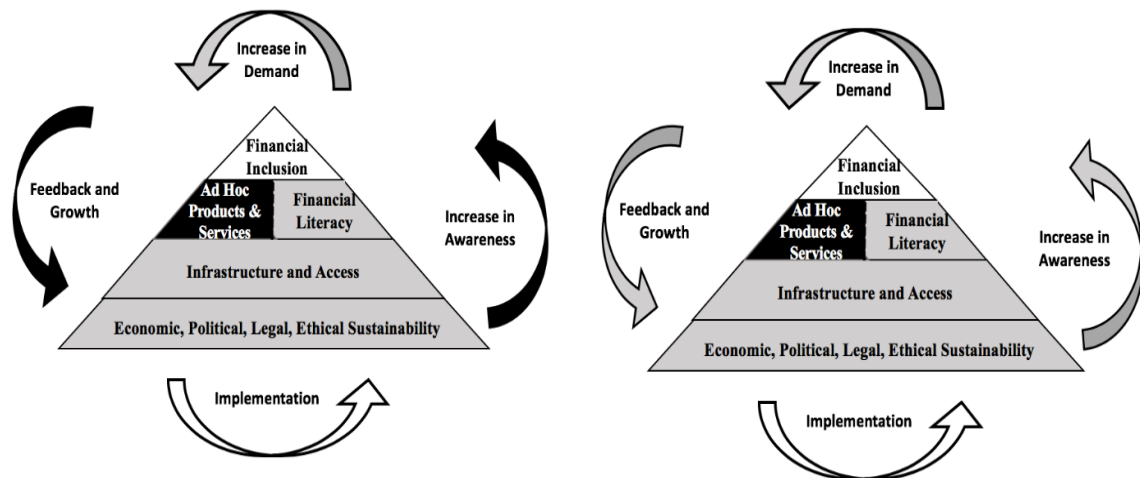 Increase in
Demand
Financial
Inclusion
Ad Hoc
Products &
Services
Financial
Literacy
Feedback and
Growth
Increase in
Awareness
Infrastructure and Access
Economic, Political, Legal, Ethical Sustainability
Implementation
Increase in
Demand
Financial
Inclusion
Ad Hoc
Products &
Services
Financial
Literacy
Feedback and
Growth
Increase in
Awareness
Infrastructure and Access
Economic, Political, Legal, Ethical Sustainability
Implementation